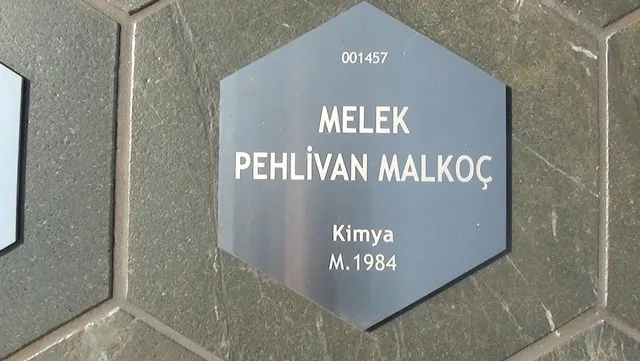 001457
MELEK
PEHLİVAN MALKOÇ
Kimya
M.1984